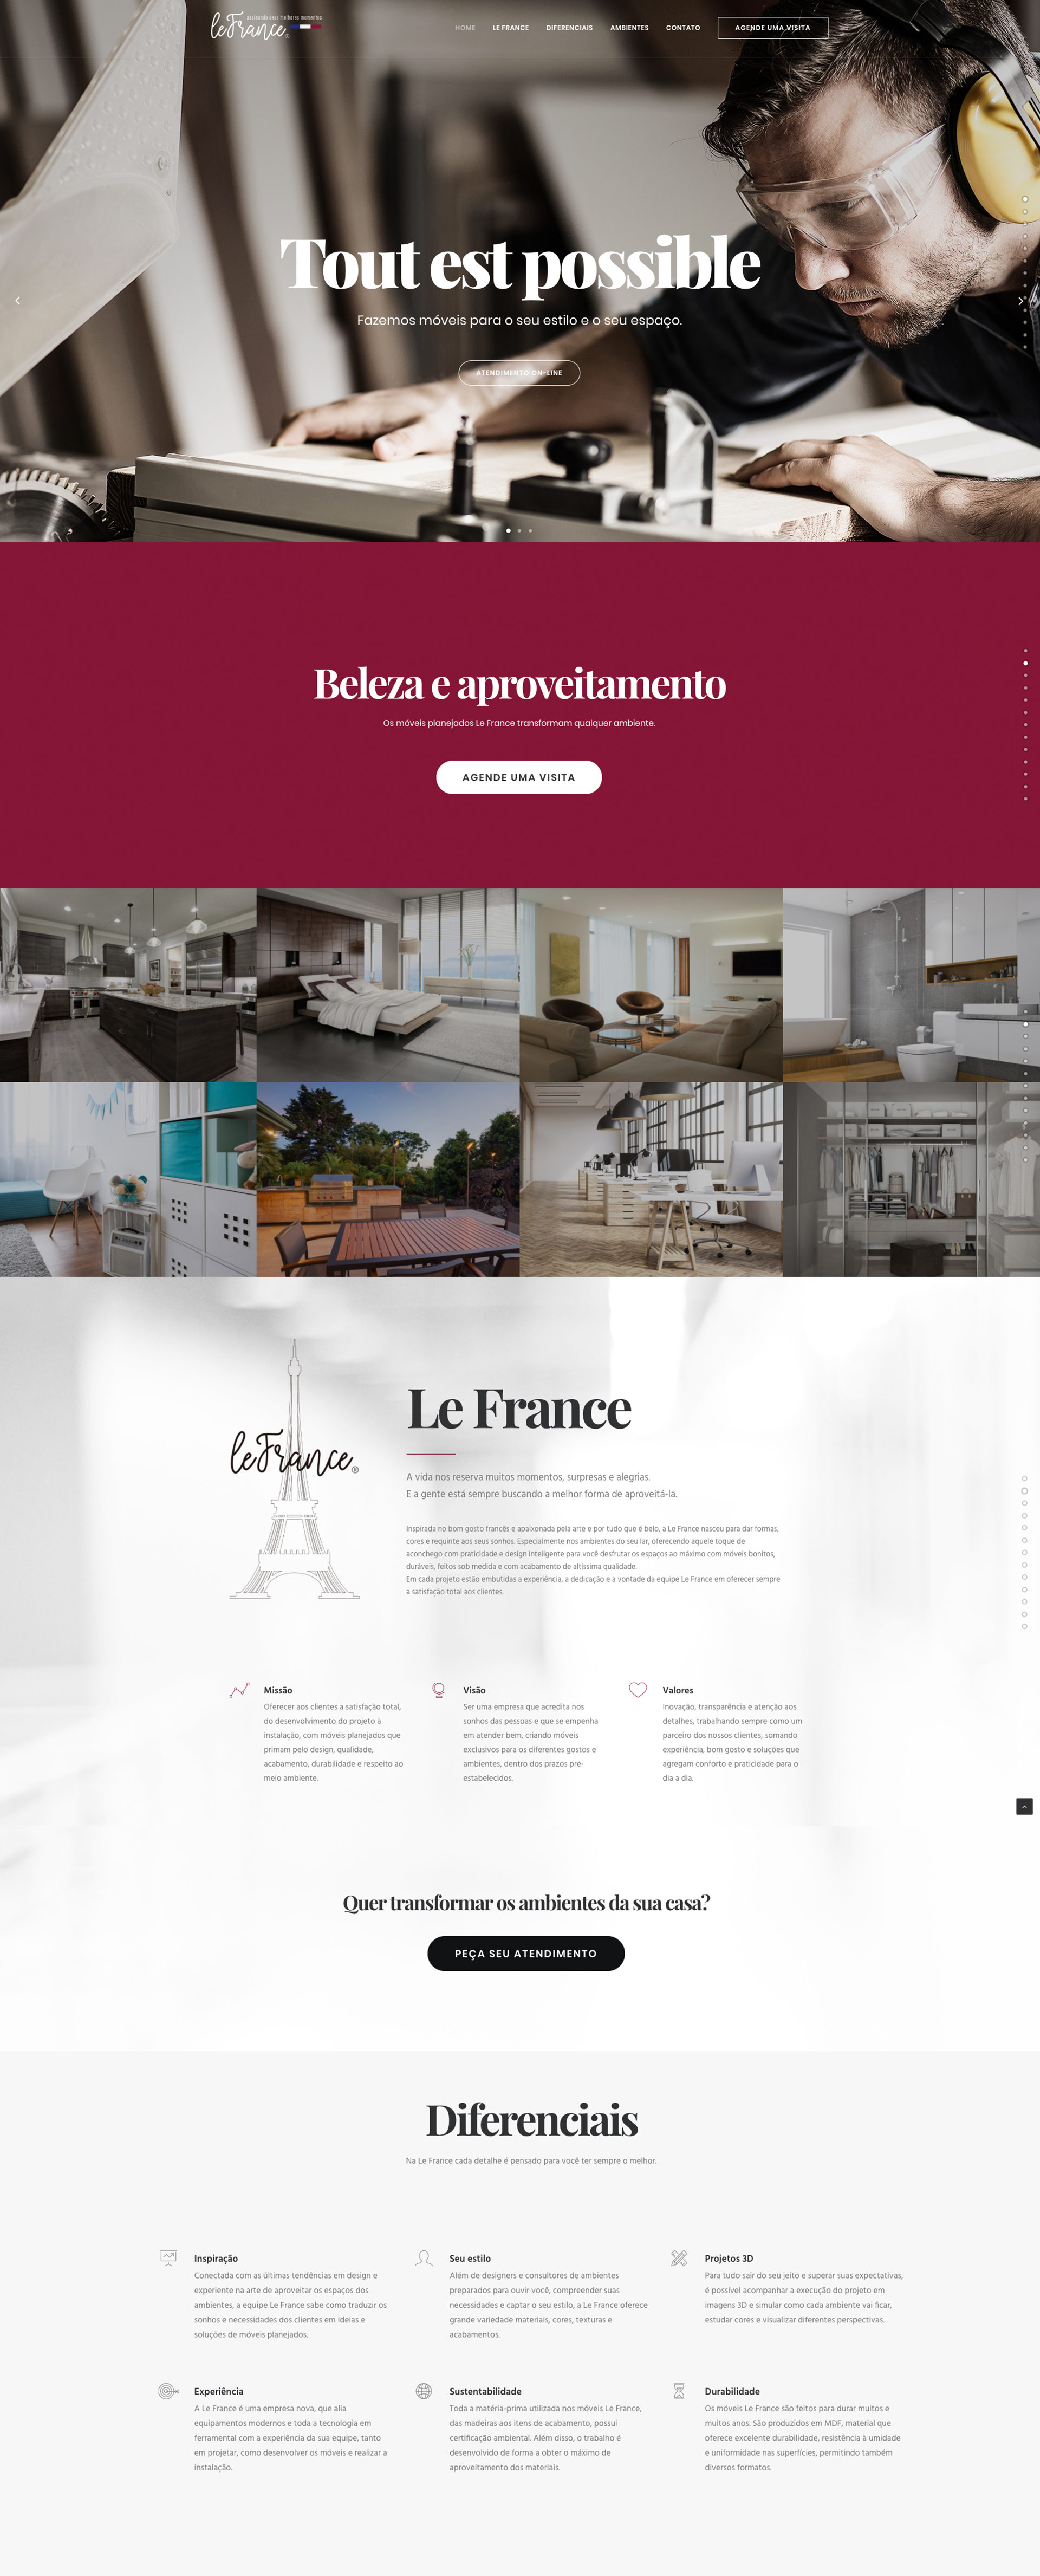 assinando seus melhores momentos
leFrance®
HOME
LE FRANCE
DIFERENCIAIS
AMBIENTES
CONTATO
AGENDE UMA VISITA
Tout est possible
Fazemos móveis para o seu estilo e o seu espaço.
ATENDIMENTO ON-LINE
Beleza e aproveitamento
Os móveis planejados Le France transformam qualquer ambiente.
AGENDE UMA VISITA
leFrance®
Le France
A vida nos reserva muitos momentos, surpresas e alegrias.
E a gente está sempre buscando a melhor forma de aproveitá-la.
Inspirada no bom gosto francês e apaixonada pela arte e por tudo que é belo, a Le France nasceu para dar formas,
cores e requinte aos seus sonhos. Especialmente nos ambientes do seu lar, oferecendo aquele toque de
aconchego com praticidade e design inteligente para você desfrutar os espaços ao máximo com móveis bonitos,
duráveis, feitos sob medida e com acabamento de altíssima qualidade.
Em cada projeto estão embutidas a experiência, a dedicação e a vontade da equipe Le France em oferecer sempre
a satisfação total aos clientes.
Missão
Oferecer aos clientes a satisfação total,
do desenvolvimento do projeto à
instalação, com móveis planejados que
primam pelo design, qualidade,
acabamento, durabilidade e respeito ao
meio ambiente.
Visão
Ser uma empresa que acredita nos
sonhos das pessoas e que se empenha
em atender bem, criando móveis
exclusivos para os diferentes gostos e
ambientes, dentro dos prazos pré-
estabelecidos.
Valores
Inovação, transparência e atenção aos
detalhes, trabalhando sempre como um
parceiro dos nossos clientes, somando
experiência, bom gosto e soluções que
agregam conforto e praticidade para o
dia a dia.
Quer transformar os ambientes da sua casa?
PEÇA SEU ATENDIMENTO
Diferenciais
Na Le France cada detalhe é pensado para você ter sempre o melhor.
Inspiração
Conectada com as últimas tendências em design e
experiente na arte de aproveitar os espaços dos
ambientes, a equipe Le France sabe como traduzir os
sonhos e necessidades dos clientes em ideias e
soluções de móveis planejados.
Seu estilo
Além de designers e consultores de ambientes
preparados para ouvir você, compreender suas
necessidades e captar o seu estilo, a Le France oferece
grande variedade materiais, cores, texturas e
acabamentos.
Projetos 3D
Para tudo sair do seu jeito e superar suas expectativas,
é possível acompanhar a execução do projeto em
imagens 3D e simular como cada ambiente vai ficar,
estudar cores e visualizar diferentes perspectivas.
Experiência
A Le France é uma empresa nova, que alia
equipamentos modernos e toda a tecnologia em
ferramental com a experiência da sua equipe, tanto
em projetar, como desenvolver os móveis e realizar a
instalação.
Sustentabilidade
Toda a matéria-prima utilizada nos móveis Le France,
das madeiras aos itens de acabamento, possui
certificação ambiental. Além disso, o trabalho é
desenvolvido de forma a obter o máximo de
aproveitamento dos materiais.
Durabilidade
Os móveis Le France são feitos para durar muitos e
muitos anos. São produzidos em MDF, material que
oferece excelente durabilidade, resistência à umidade
e uniformidade nas superfícies, permitindo também
diversos formatos.